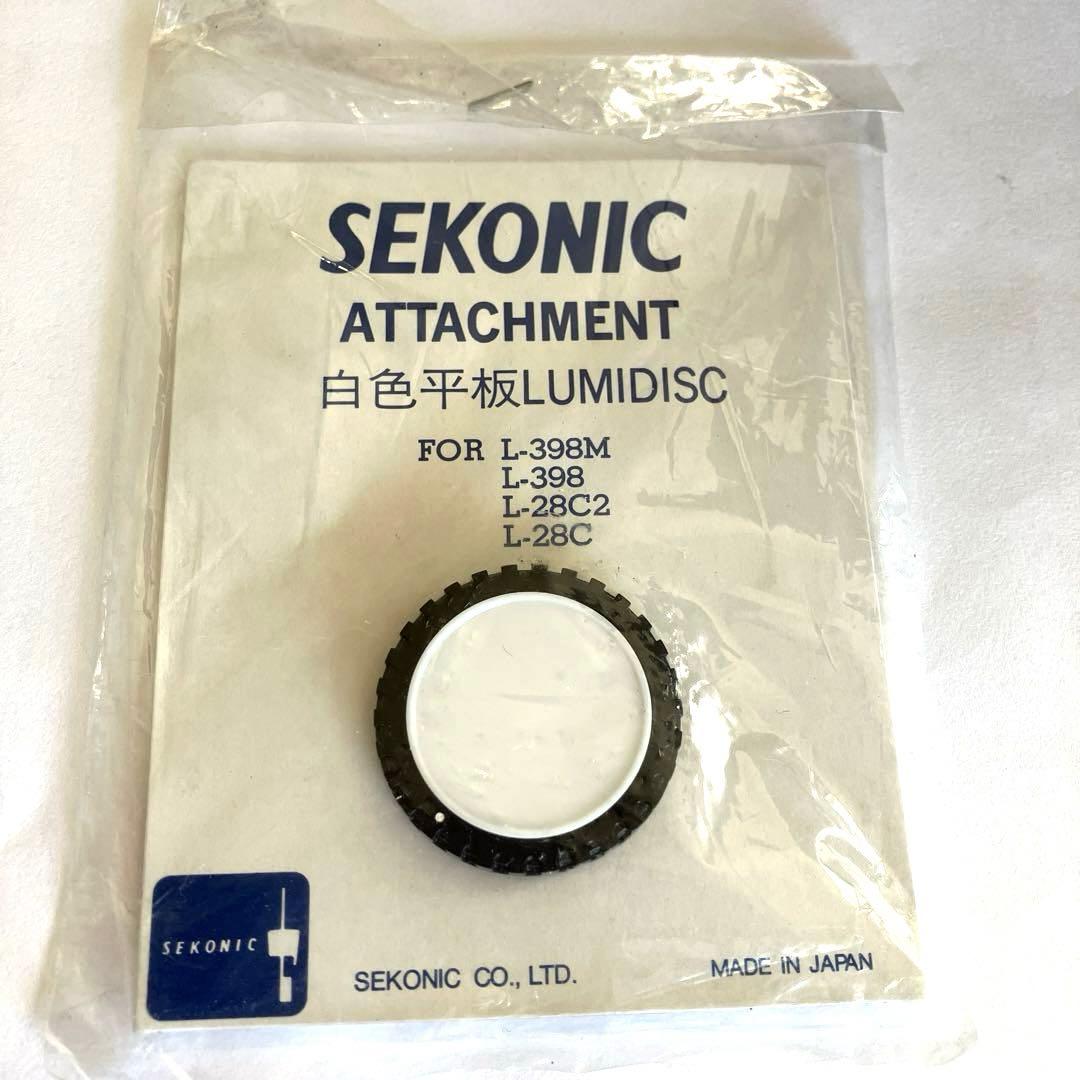 SEKONIC
ATTACHMENT
白色平板LUMIDISC
FOR L-398M
L-398
L-28C2
L-28C
SEKONIC
SEKONIC CO., LTD.
MADE IN JAPAN